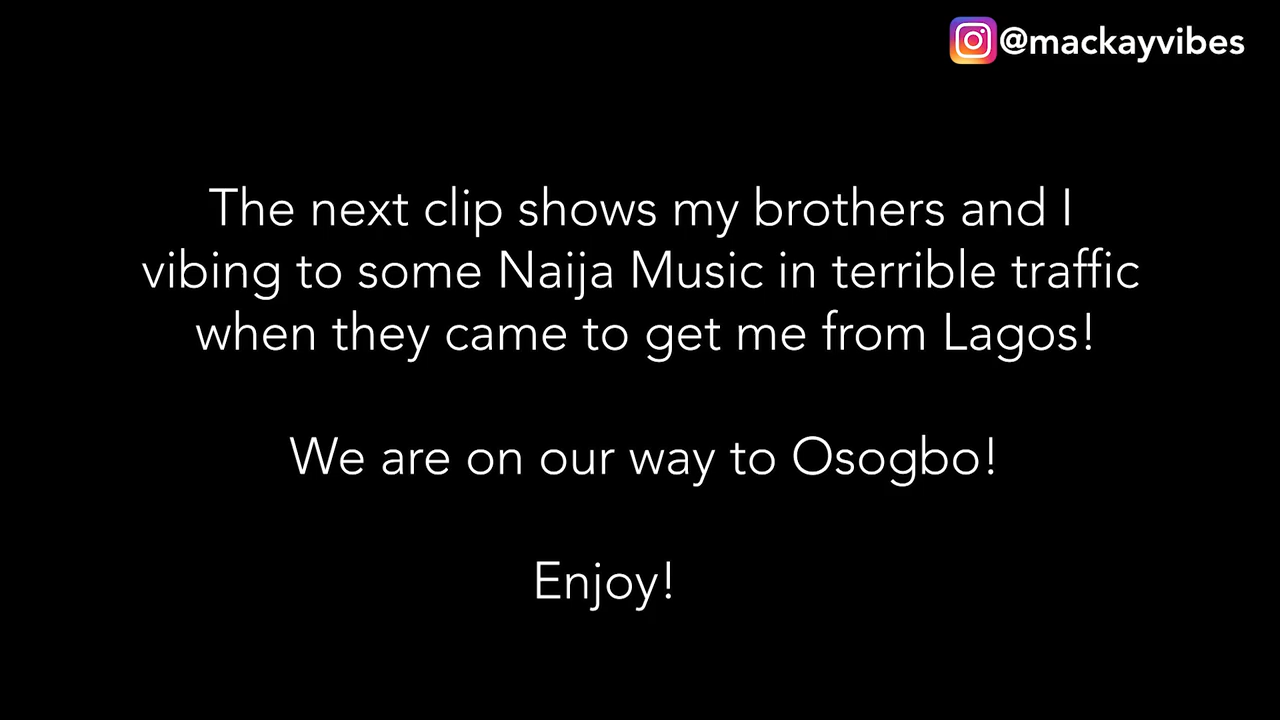 @mackayvibes
The next clip shows my brothers and I
vibing to some Naija Music in terrible traffic
when they came to get me from Lagos!
We are on our way to Osogbo!
Enjoy!